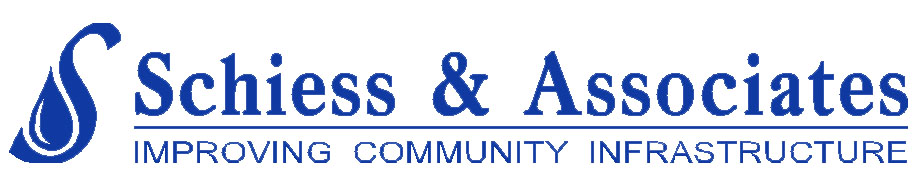 Schiess & Associates
IMPROVING COMMUNITY INFRASTRUCTURE